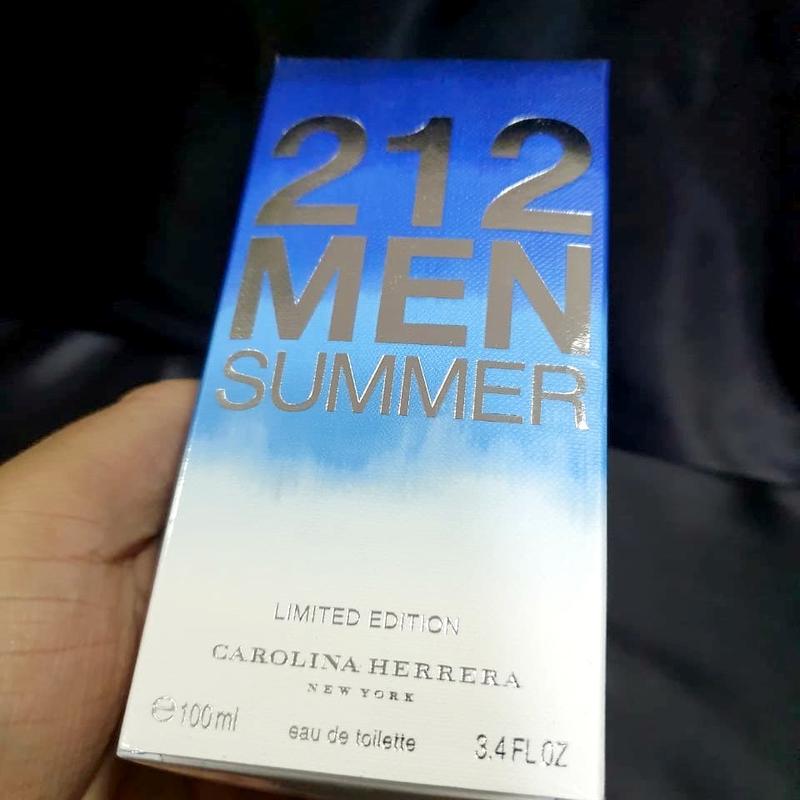 212
MEN
SUMMER
LIMITED EDITION
CAROLINA HERRERA
NEW YORK
℮100ml
eau de toilette
3.4 FL OZ